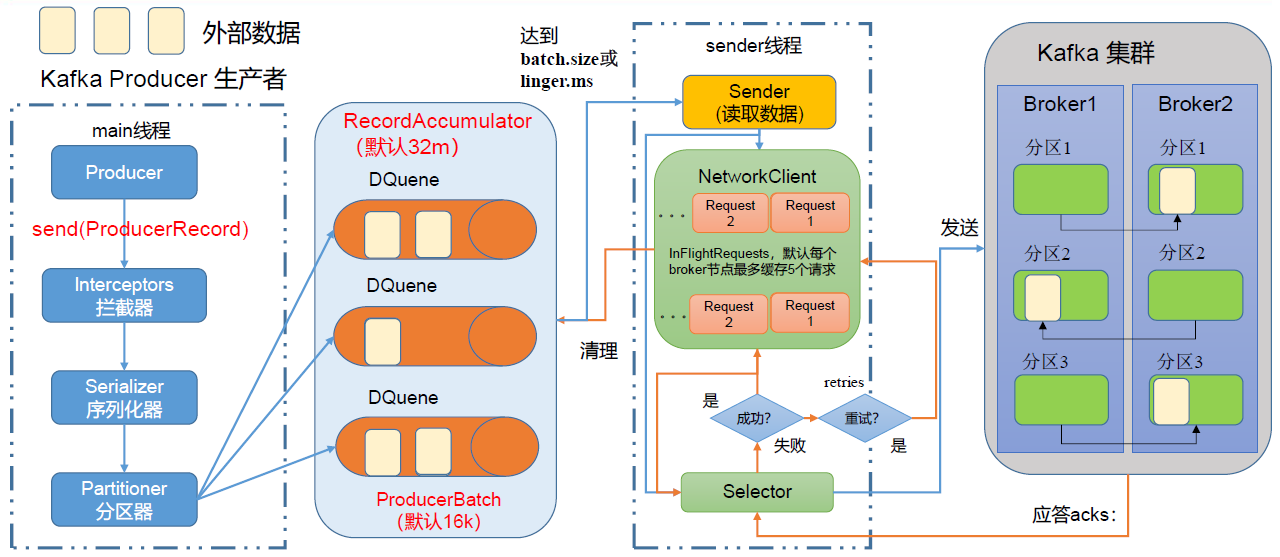 外部数据
Kafka Producer 生产者
main线程
Producer
send(ProducerRecord)
Interceptors
拦截器
Serializer
序列化器
Partitioner
分区器
RecordAccumulator
(默认32m)
DQuene
DQuene
DQuene
ProducerBatch
(默认16k)
达到
batch.size或
linger.ms
清理
sender线程
Sender
(读取数据)
NetworkClient
• • •
Request
2
Request
1
InFlightRequests，默认每个
broker节点最多缓存5个请求
• • •
Request
2
Request
1
是
成功?
失败
retries
重试?
是
Selector
发送
Kafka 集群
Broker1
分区1
分区2
分区3
Broker2
分区1
分区2
分区3
应答acks：